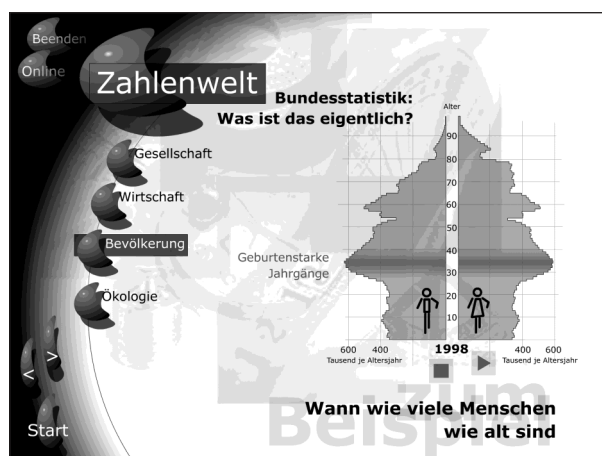 Beenden
Online
Zahlenwelt
Bundesstatistik:
Was ist das eigentlich?
Gesellschaft
Wirtschaft
Bevölkerung
Ökologie
< >
Start
Alter
90
80
70
60
50
40
30
20
10
Geburtenstarke
Jahrgänge
600 400 1998 400 600
Tausend je Altersjahr Tausend je Altersjahr
zum
Beispiel
Wann wie viele Menschen
wie alt sind